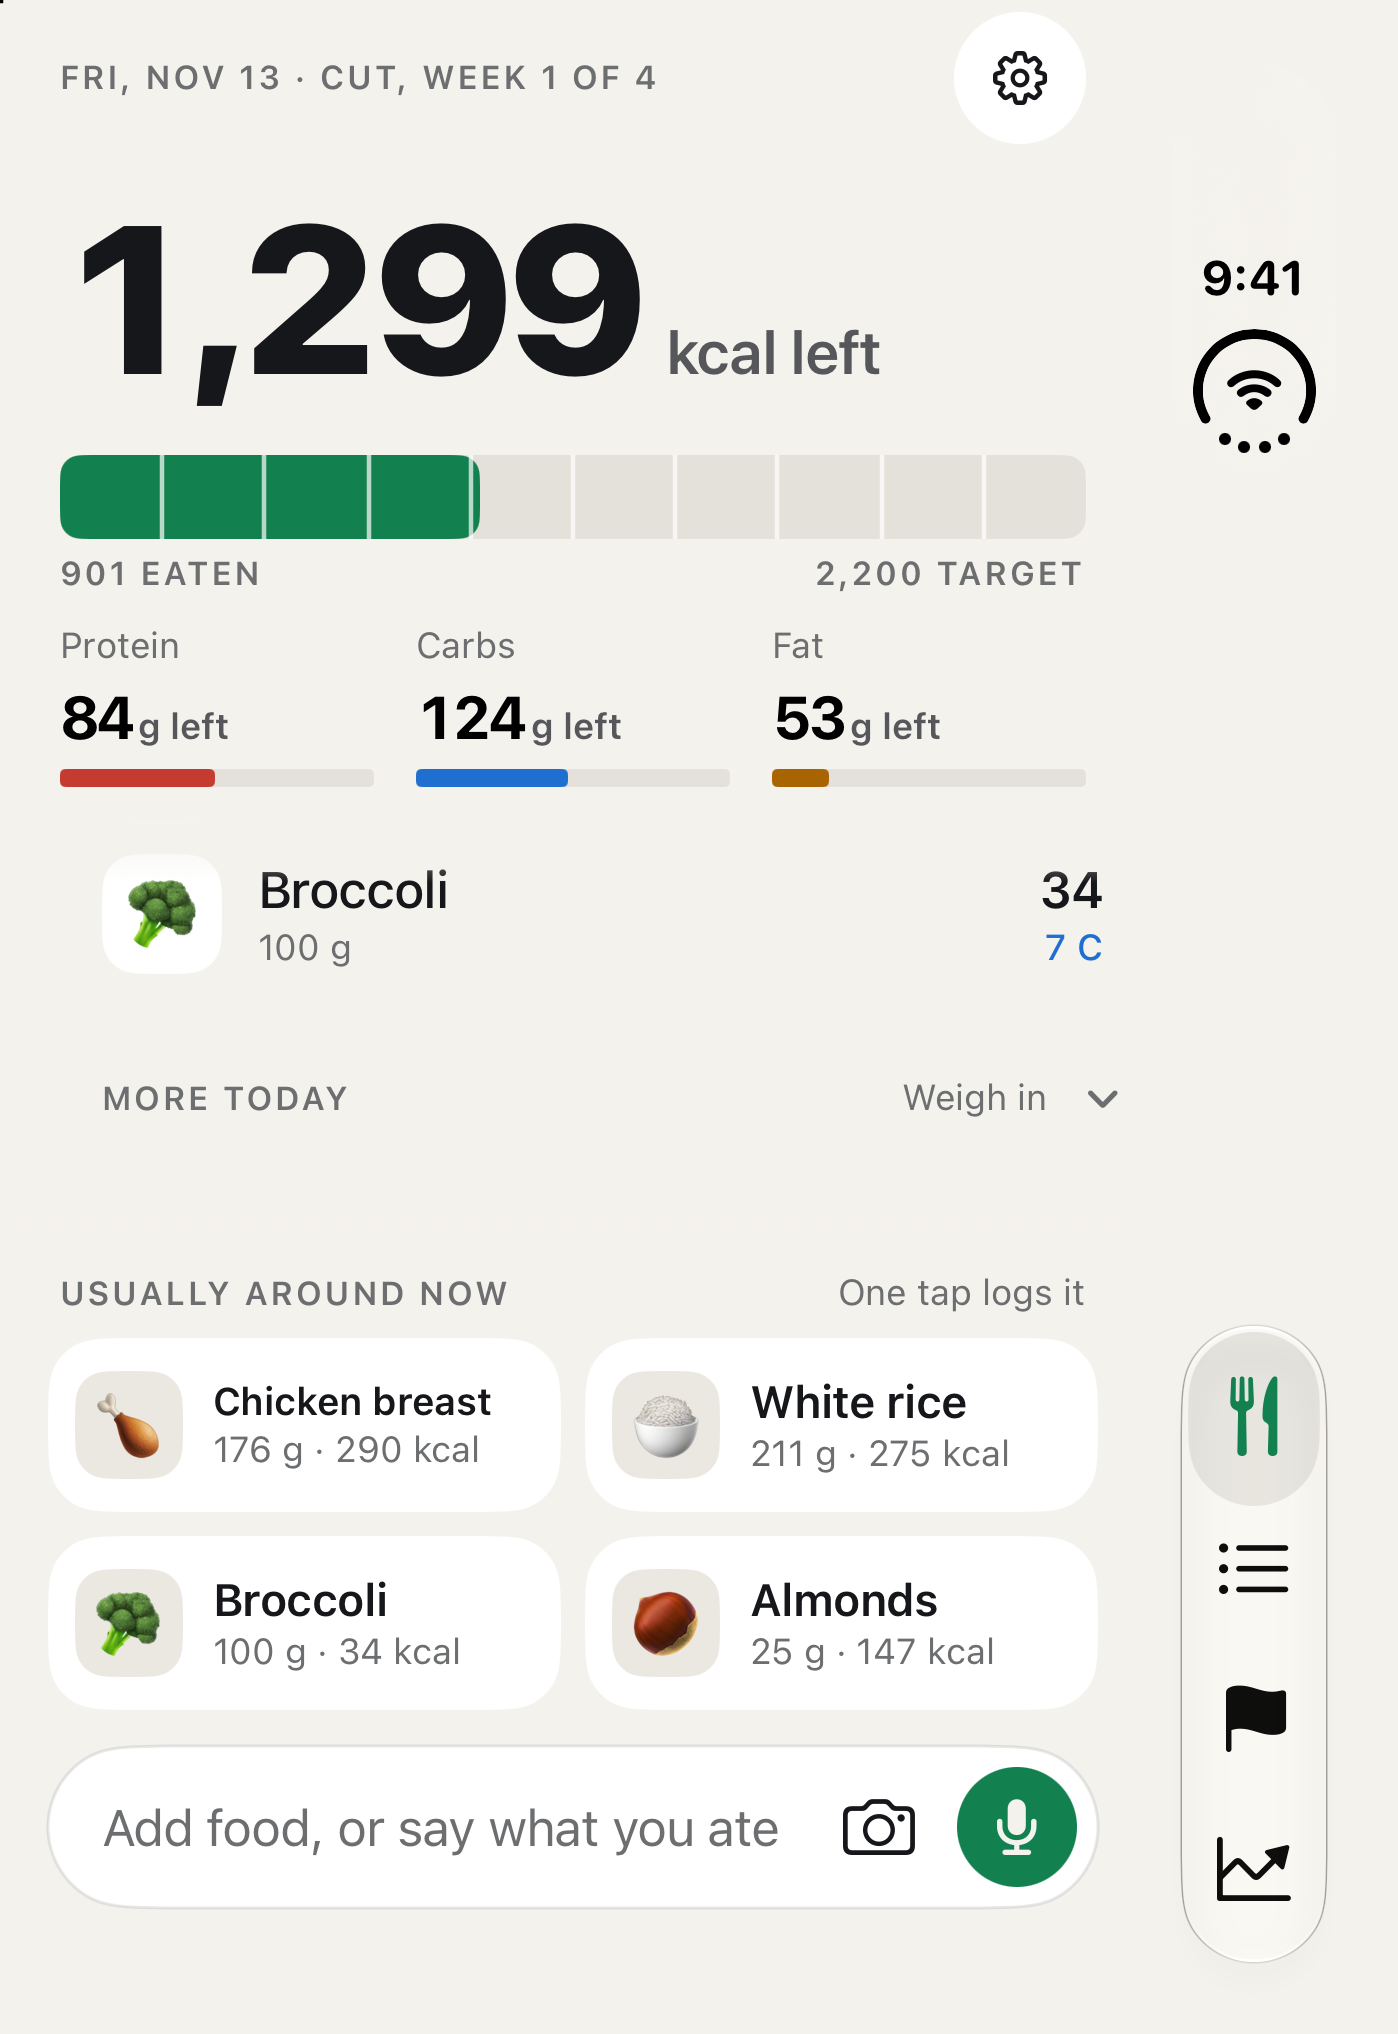 FRI, NOV 13 · CUT, WEEK 1 OF 4
9:41
1,299 kcal left
901 EATEN
2,200 TARGET
Protein
84 g left
Carbs
124 g left
Fat
53 g left
Broccoli
100 g
34
7 C
MORE TODAY
Weigh in
USUALLY AROUND NOW
One tap logs it
Chicken breast
176 g · 290 kcal
White rice
211 g · 275 kcal
Broccoli
100 g · 34 kcal
Almonds
25 g · 147 kcal
Add food, or say what you ate